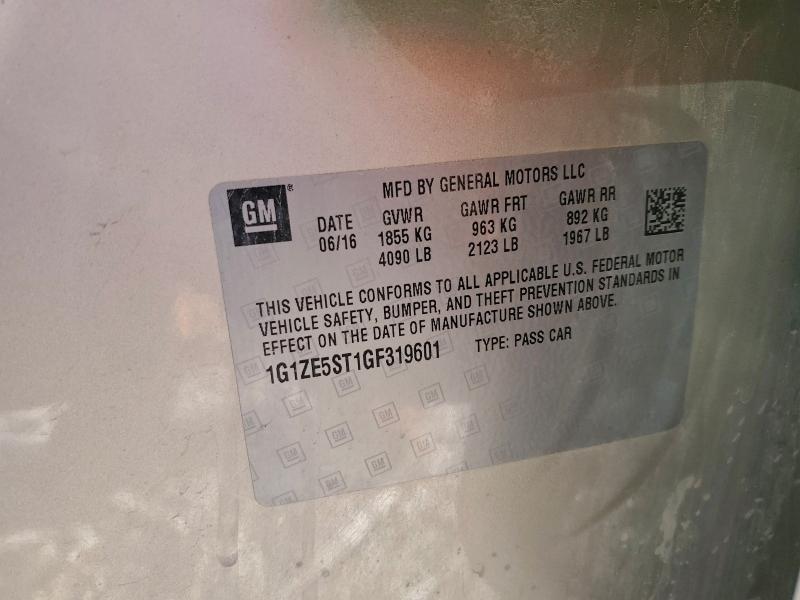 GM®
MFD BY GENERAL MOTORS LLC
DATE GVWR GAWR FRT GAWR RR
06/16 1855 KG 963 KG 892 KG
4090 LB 2123 LB 1967 LB
THIS VEHICLE CONFORMS TO ALL APPLICABLE U.S. FEDERAL MOTOR
VEHICLE SAFETY, BUMPER, AND THEFT PREVENTION STANDARDS IN
EFFECT ON THE DATE OF MANUFACTURE SHOWN ABOVE.
1G1ZE5ST1GF319601 TYPE: PASS CAR